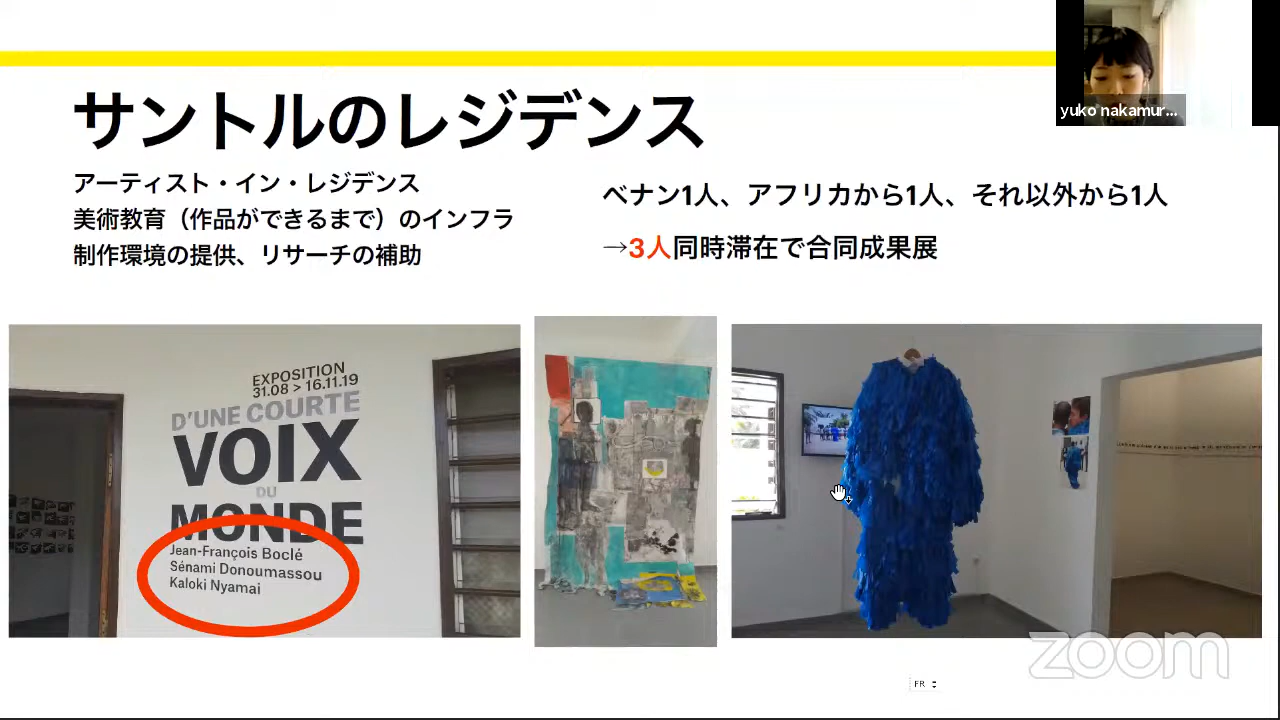 サントルのレジデンス
アーティスト・イン・レジデンス
美術教育（作品ができるまで）のインフラ
制作環境の提供、リサーチの補助
ベナン1人、アフリカから1人、それ以外から1人
→3人同時滞在で合同成果展
yuko nakamur...
EXPOSITION
31.08 > 16.11.19
D'UNE COURTE
VOIX
DU
MONDE
Jean-François Boclé
Sènami Donoumassou
Kaloki Nyamai
zoom
FR